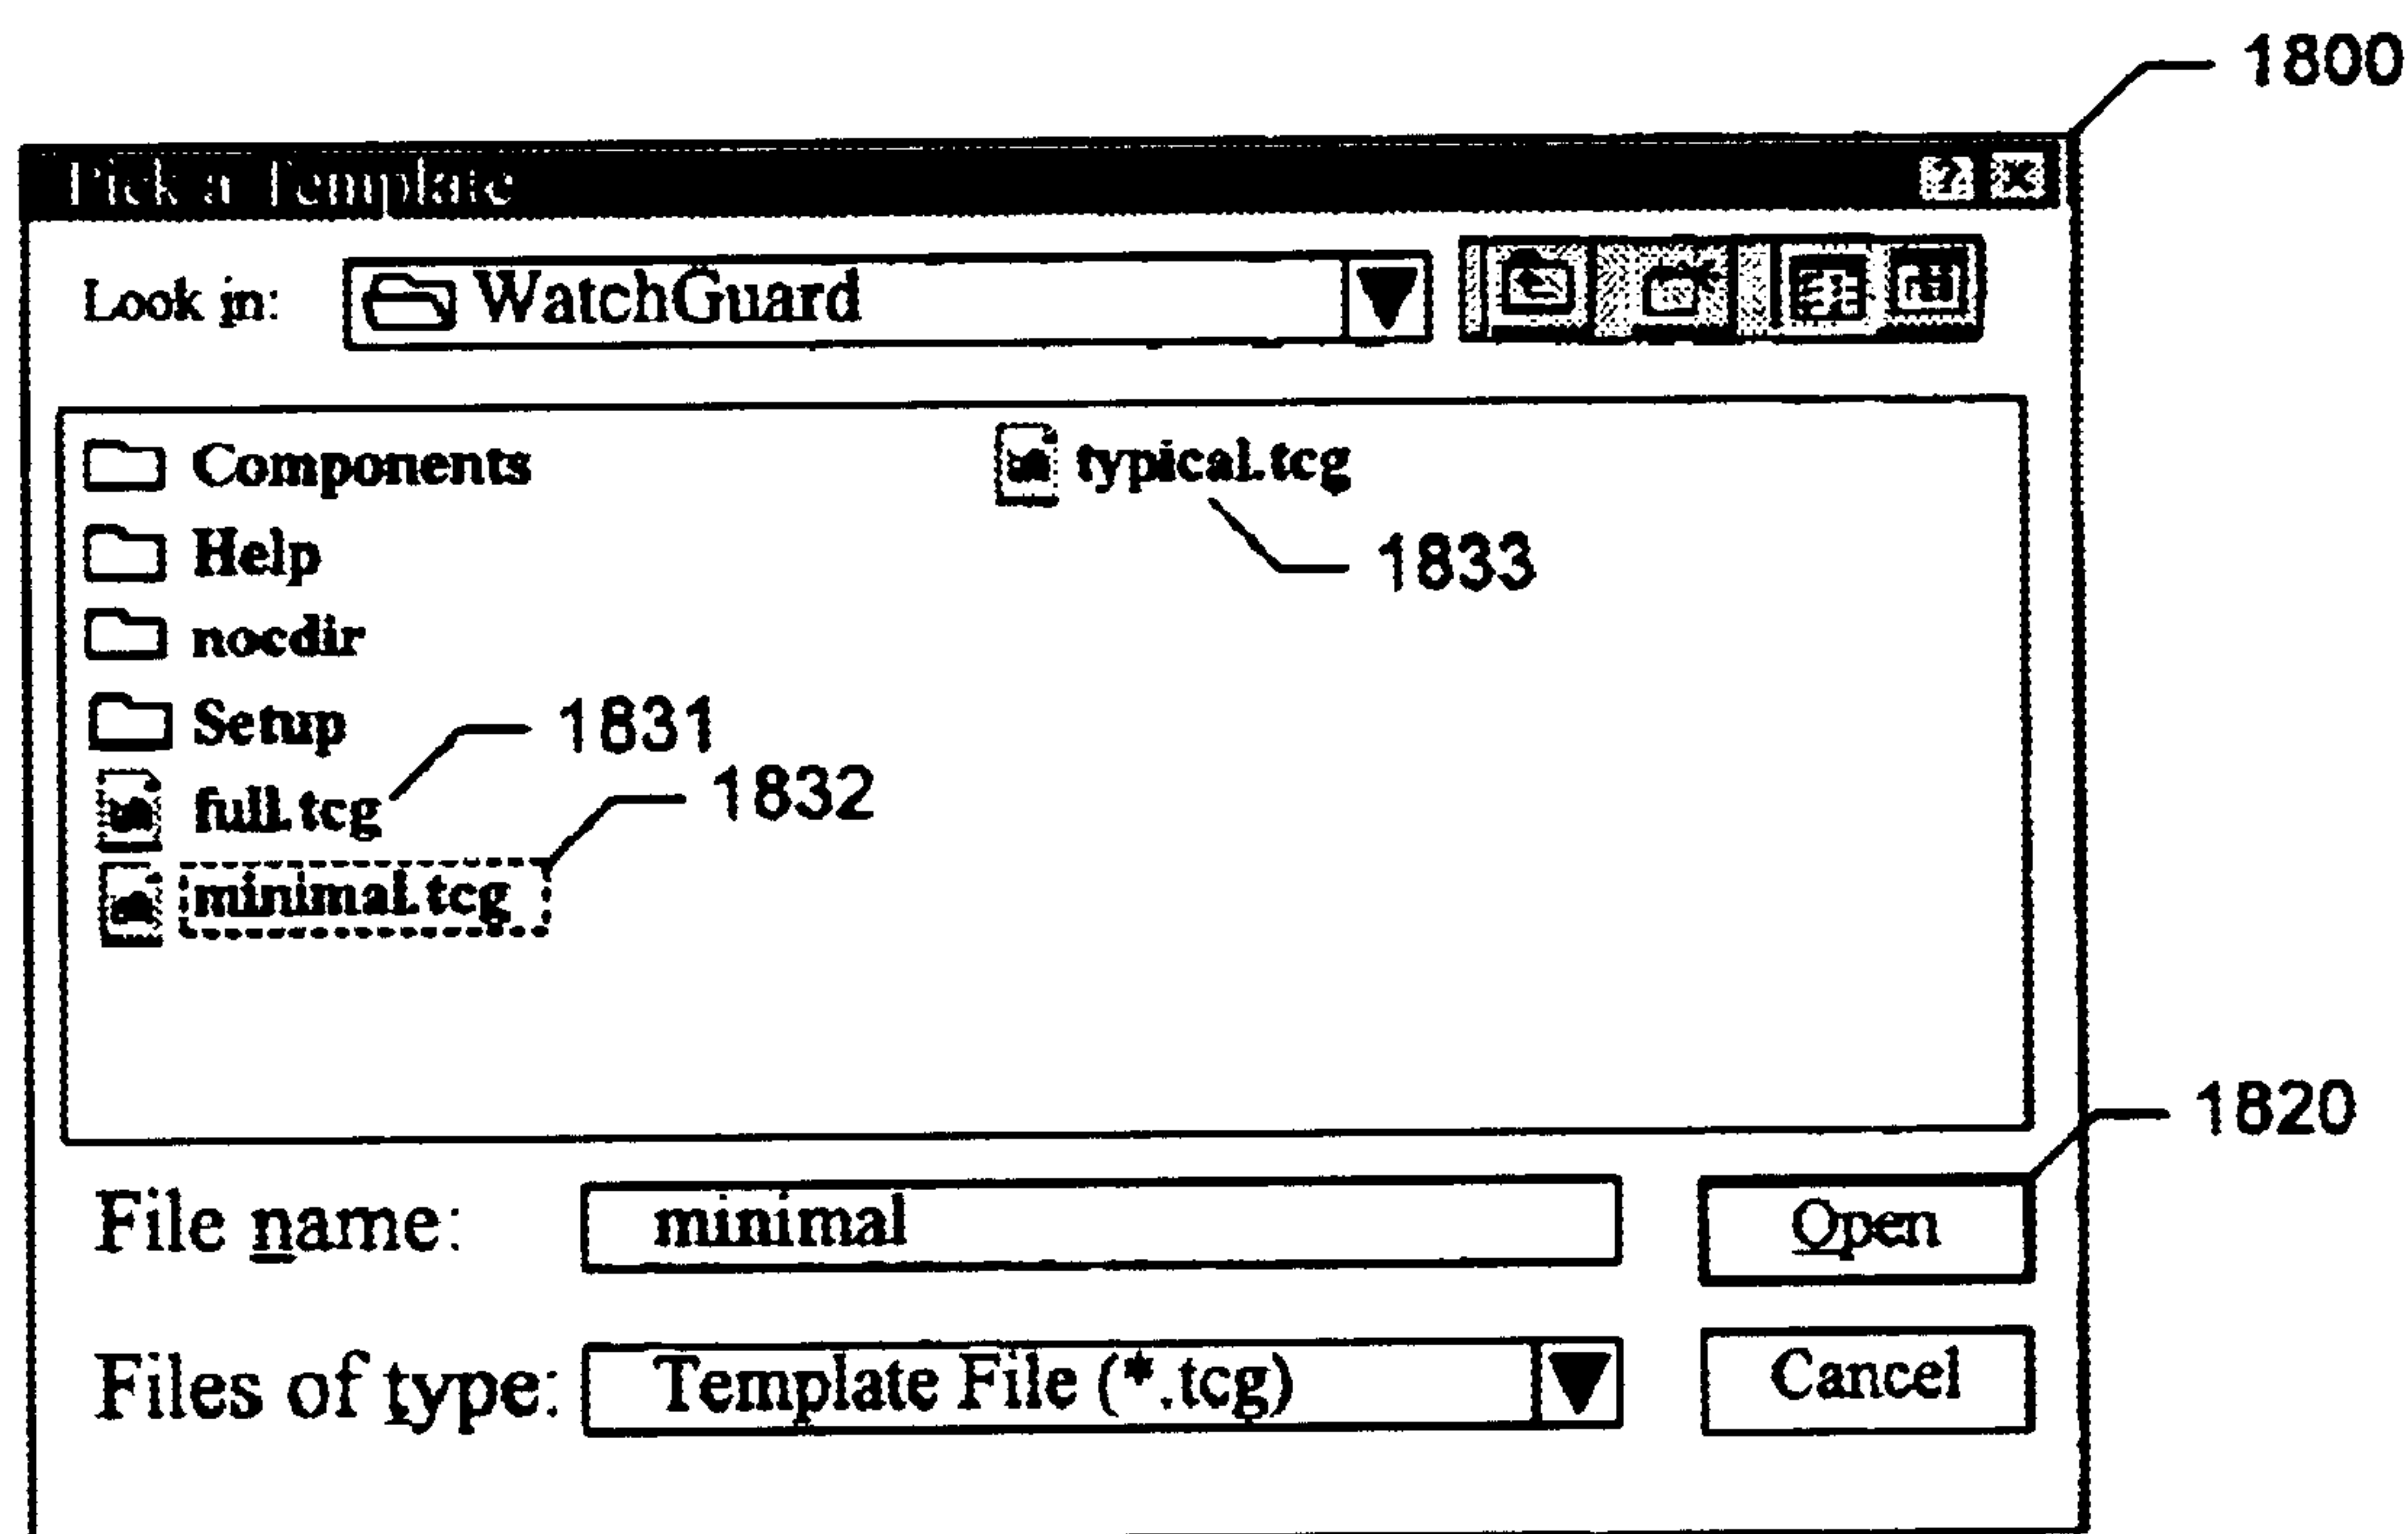 1800
Pick a Template
Look in: WatchGuard
Components
typical.tcg
Help
1833
nocdir
Setup
1831
full.tcg
1832
minimal.tcg
1820
File name: minimal
Open
Files of type: Template File (*.tcg)
Cancel